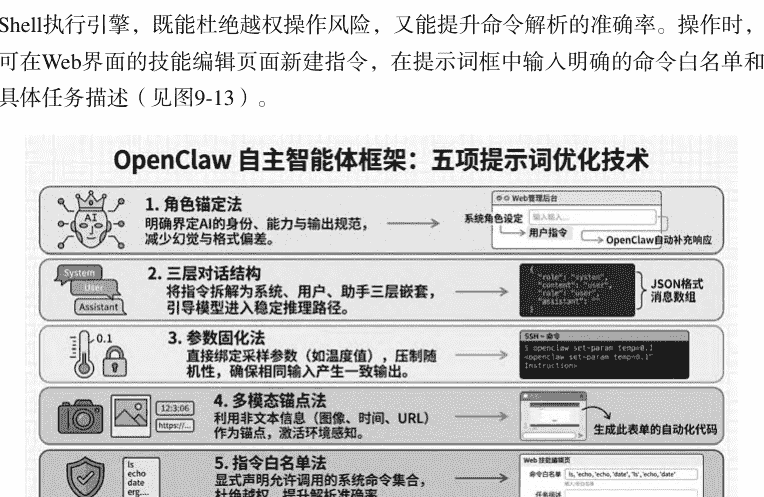 Shell执行引擎，既能杜绝越权操作风险，又能提升命令解析的准确率。操作时，
可在Web界面的技能编辑页面新建指令，在提示词框中输入明确的命令白名单和
具体任务描述（见图9-13）。
OpenClaw 自主智能体框架：五项提示词优化技术
AI
1. 角色锚定法
明确界定AI的身份、能力与输出规范，
减少幻觉与格式偏差。
Web管理后台
系统角色设定
输入输入...
用户指令
OpenClaw自动补充响应
System
User
Assistant
2. 三层对话结构
将指令拆解为系统、用户、助手三层嵌套，
引导模型进入稳定推理路径。
{
"role": "system",
"content": "user",
"role": "user",
"assistant":
}
JSON格式
消息数组
0.1
3. 参数固化法
直接绑定采样参数（如温度值），压制随
机性，确保相同输入产生一致输出。
SSH - 命令
$ openclaw set-param temp=0.1
<openclaw set-param temp=0.1"
Instruction>
12:3:06
https://...
4. 多模态锚点法
利用非文本信息（图像、时间、URL）
作为锚点，激活环境感知。
生成此表单的自动化代码
ls
echo
date
erg....
5. 指令白名单法
显式声明允许调用的系统命令集合，
杜绝越权，提升解析准确率
Web 技能编辑页
命令白名单
ls, 'echo, 'echo, 'date', 'ls', 'echo, 'date'
任务描述